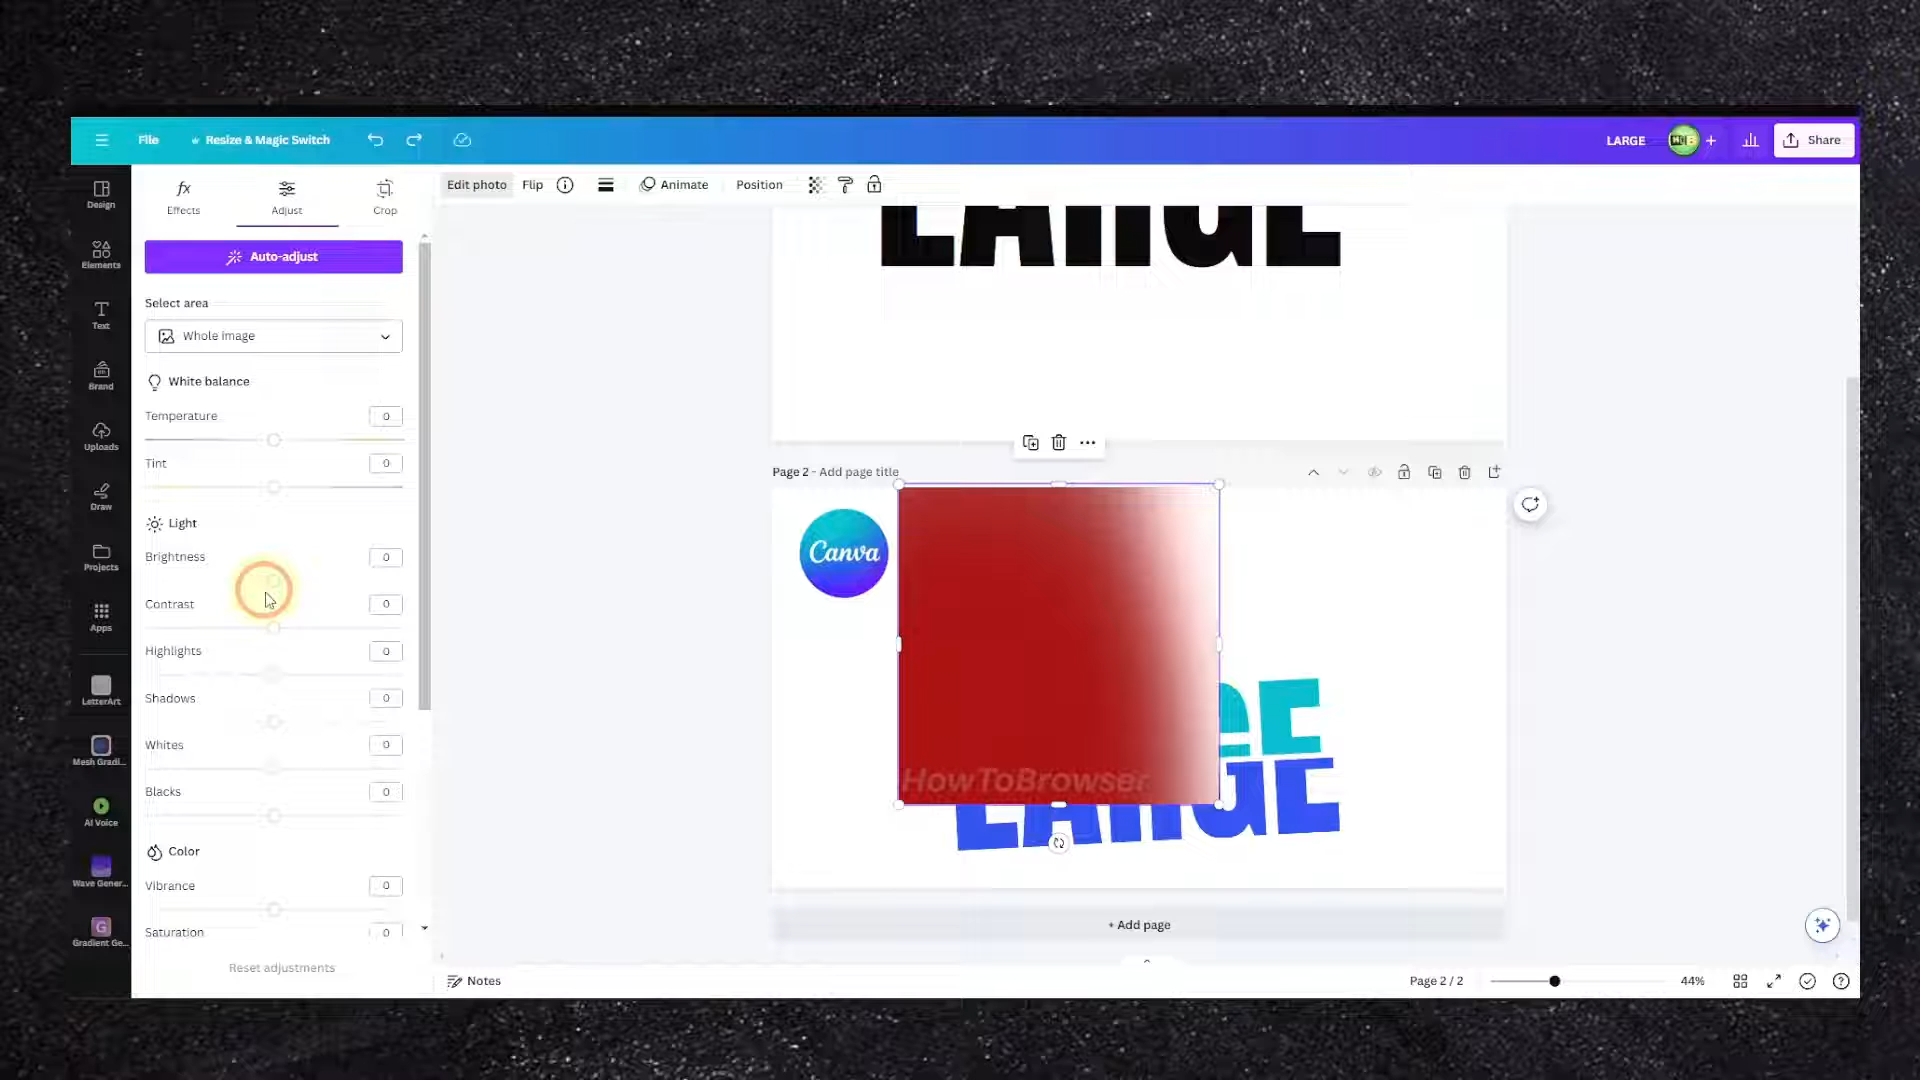 File
Resize & Magic Switch
LARGE
Share
Design
Elements
Text
Brand
Uploads
Draw
Projects
Apps
LetterArt
Mesh Gradi...
AI Voice
Wave Gener...
G
Gradient Ge...
fx
Effects
Adjust
Crop
Auto-adjust
Select area
Whole image
White balance
Temperature 0
Tint 0
Light
Brightness 0
Contrast 0
Highlights 0
Shadows 0
Whites 0
Blacks 0
Color
Vibrance 0
Saturation 0
Reset adjustments
Edit photo
Flip
Animate
Position
LARGE
Page 2 - Add page title
Canva
HowToBrowser
GE
LARGE
+ Add page
Notes
Page 2 / 2
44%